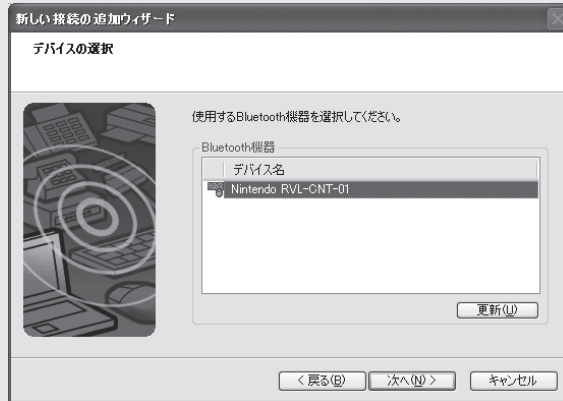 新しい接続の追加ウィザード
デバイスの選択
使用するBluetooth機器を選択してください。
Bluetooth機器
デバイス名
Nintendo RVL-CNT-01
更新(U)
< 戻る(B) 次へ(N) > キャンセル